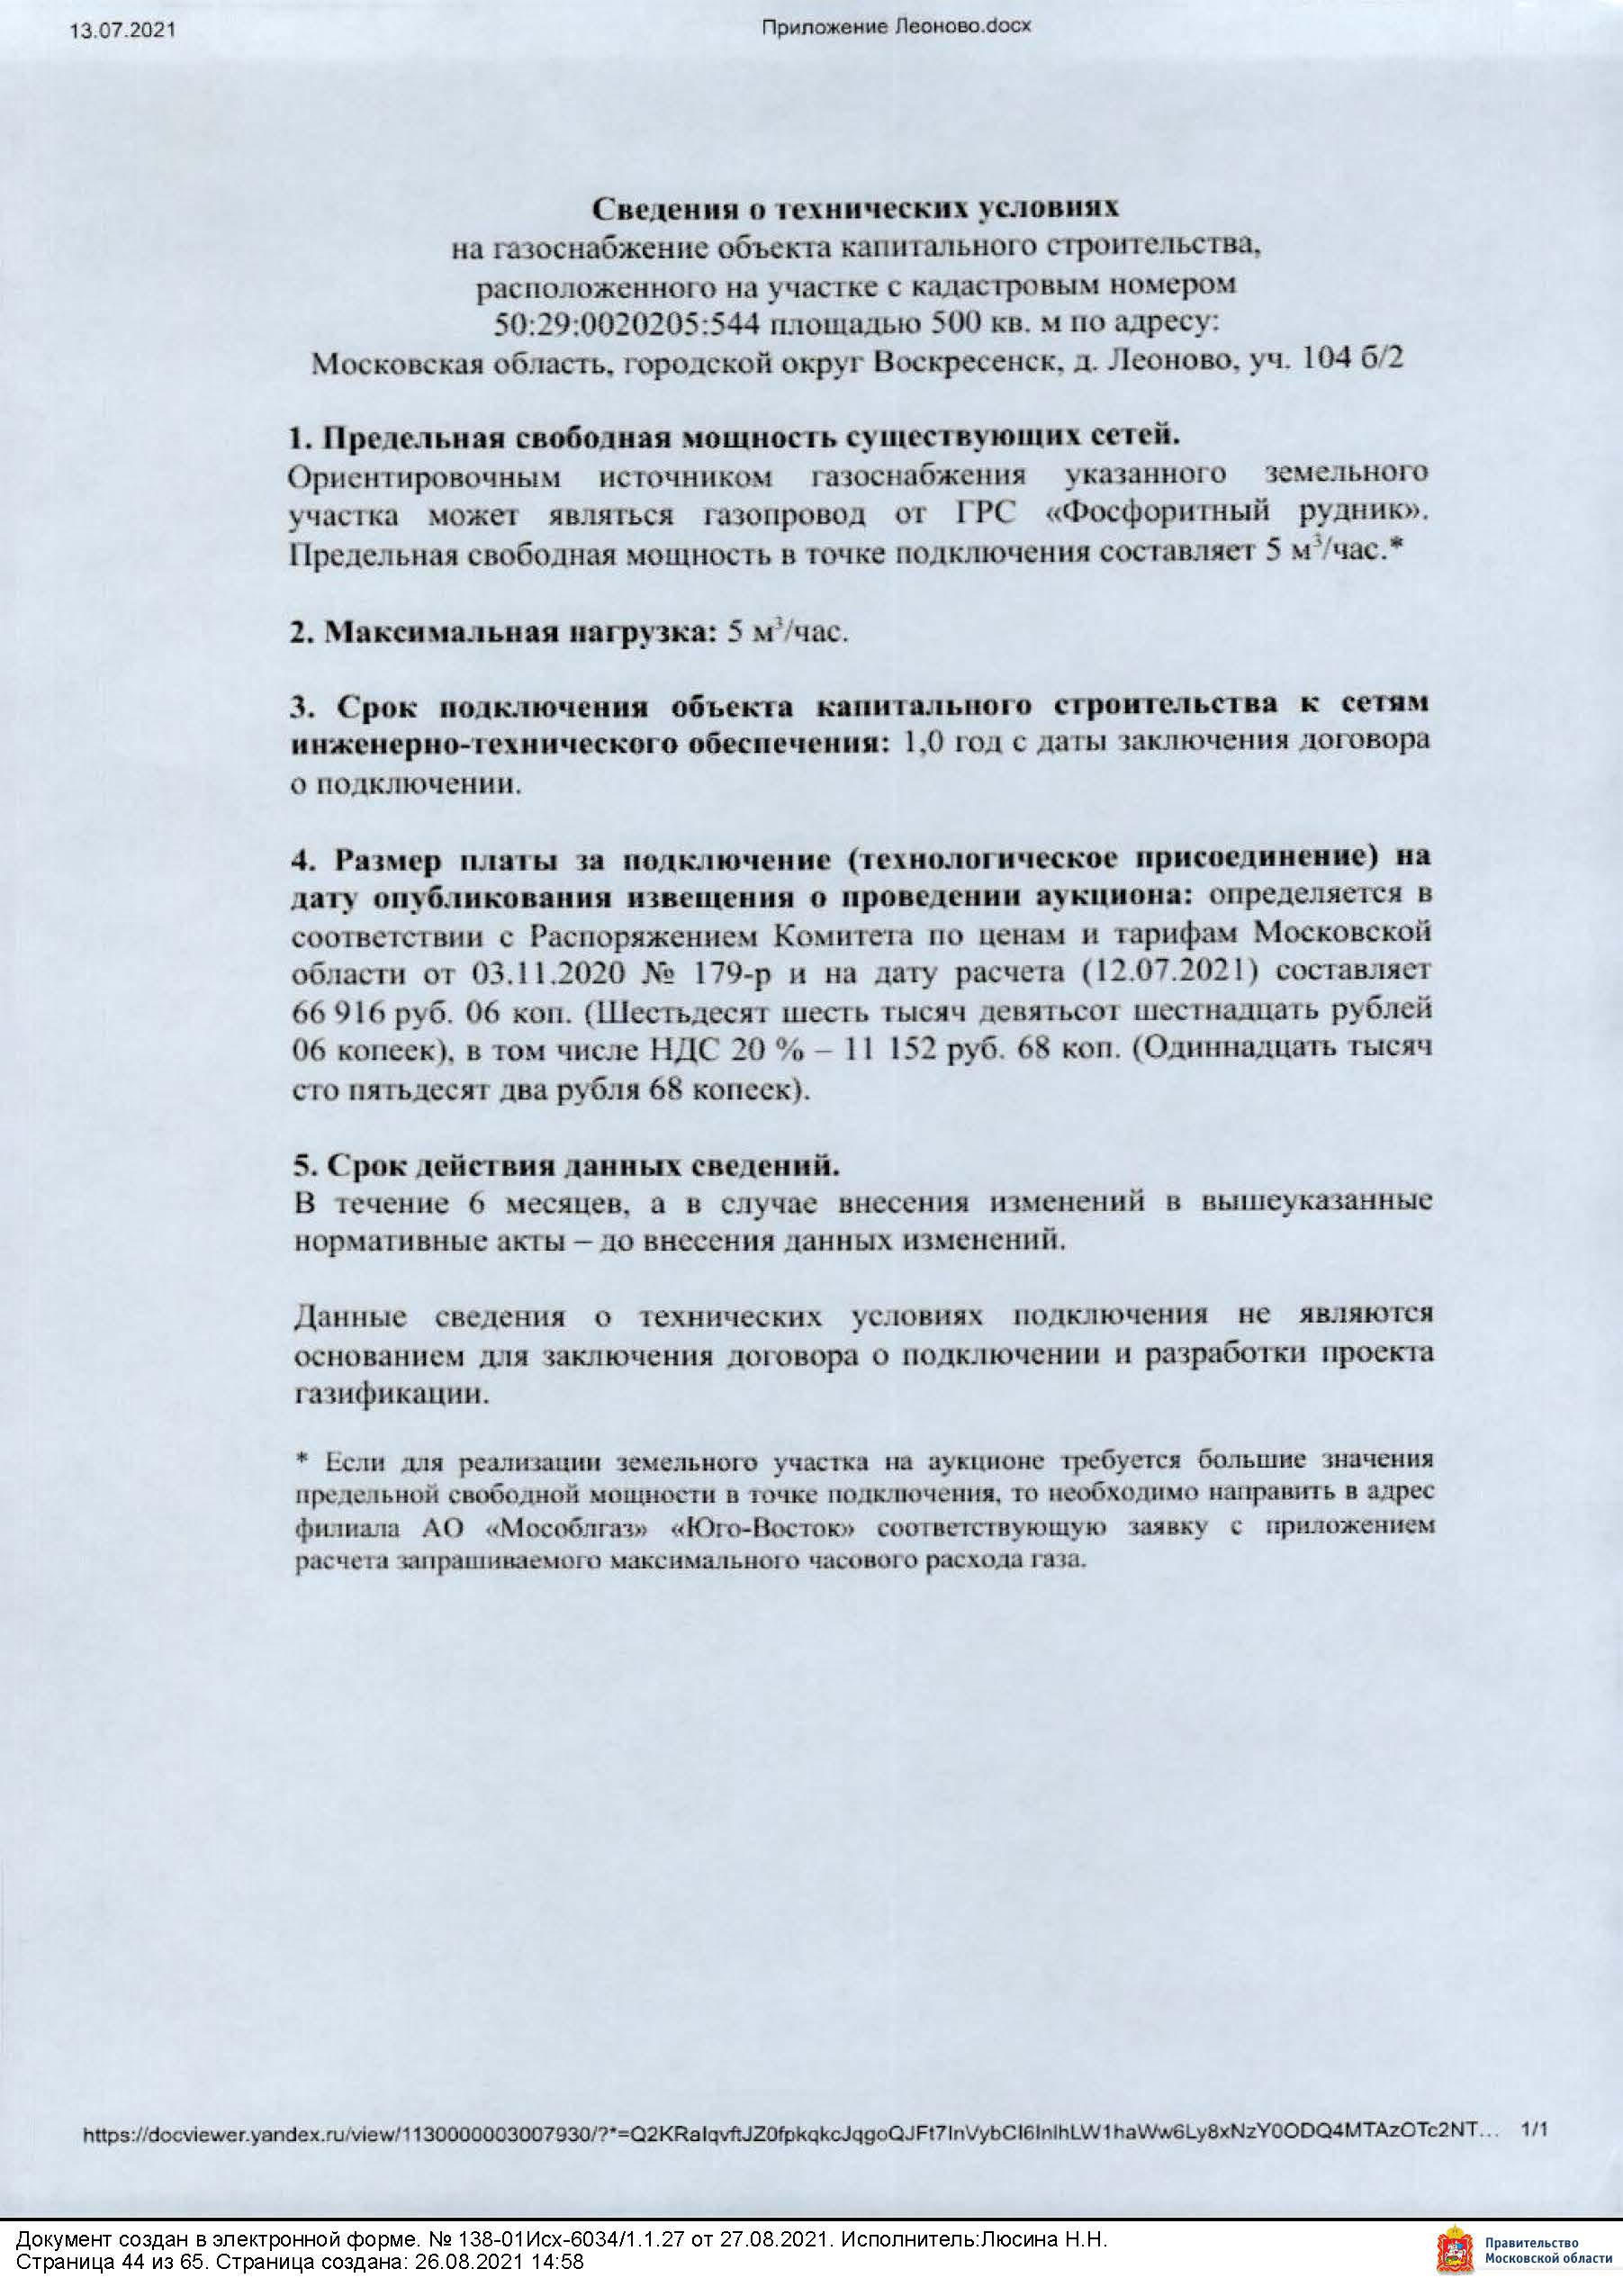 13.07.2021 Приложение Леоново.docx
Сведения о технических условиях
на газоснабжение объекта капитального строительства,
расположенного на участке с кадастровым номером
50:29:0020205:544 площадью 500 кв. м по адресу:
Московская область, городской округ Воскресенск, д. Леоново, уч. 104 б/2
1. Предельная свободная мощность существующих сетей.
Ориентировочным источником газоснабжения указанного земельного
участка может являться газопровод от ГРС «Фосфоритный рудник».
Предельная свободная мощность в точке подключения составляет 5 м³/час.*
2. Максимальная нагрузка: 5 м³/час.
3. Срок подключения объекта капитального строительства к сетям
инженерно-технического обеспечения: 1,0 год с даты заключения договора
о подключении.
4. Размер платы за подключение (технологическое присоединение) на
дату опубликования извещения о проведении аукциона: определяется в
соответствии с Распоряжением Комитета по ценам и тарифам Московской
области от 03.11.2020 № 179-р и на дату расчета (12.07.2021) составляет
66 916 руб. 06 коп. (Шестьдесят шесть тысяч девятьсот шестнадцать рублей
06 копеек), в том числе НДС 20 % – 11 152 руб. 68 коп. (Одиннадцать тысяч
сто пятьдесят два рубля 68 копеек).
5. Срок действия данных сведений.
В течение 6 месяцев, а в случае внесения изменений в вышеуказанные
нормативные акты – до внесения данных изменений.
Данные сведения о технических условиях подключения не являются
основанием для заключения договора о подключении и разработки проекта
газификации.
* Если для реализации земельного участка на аукционе требуется большие значения
предельной свободной мощности в точке подключения, то необходимо направить в адрес
филиала АО «Мособлгаз» «Юго-Восток» соответствующую заявку с приложением
расчета запрашиваемого максимального часового расхода газа.
https://docviewer.yandex.ru/view/1130000003007930/?*=Q2KRaIqvftJZ0fpkqkcJqgoQJFt7InVybCI6InlhLW1haWw6Ly8xNzY0ODQ4MTAzOTc2NT... 1/1
Документ создан в электронной форме. № 138-01Исх-6034/1.1.27 от 27.08.2021. Исполнитель:Люсина Н.Н.
Страница 44 из 65. Страница создана: 26.08.2021 14:58
Правительство
Московской области